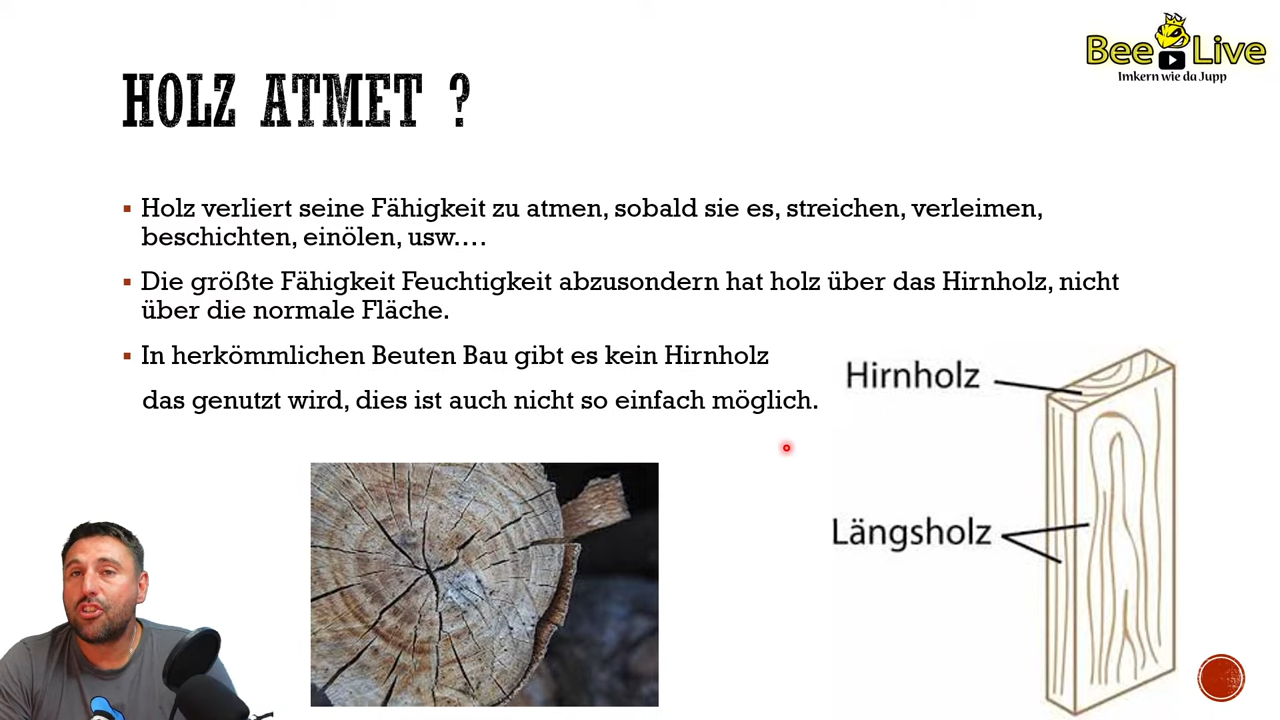 Bee Live
Imkern wie da Jupp
HOLZ ATMET ?
Holz verliert seine Fähigkeit zu atmen, sobald sie es, streichen, verleimen,
beschichten, einölen, usw….
Die größte Fähigkeit Feuchtigkeit abzusondern hat holz über das Hirnholz, nicht
über die normale Fläche.
In herkömmlichen Beuten Bau gibt es kein Hirnholz
das genutzt wird, dies ist auch nicht so einfach möglich.
Hirnholz
Längsholz